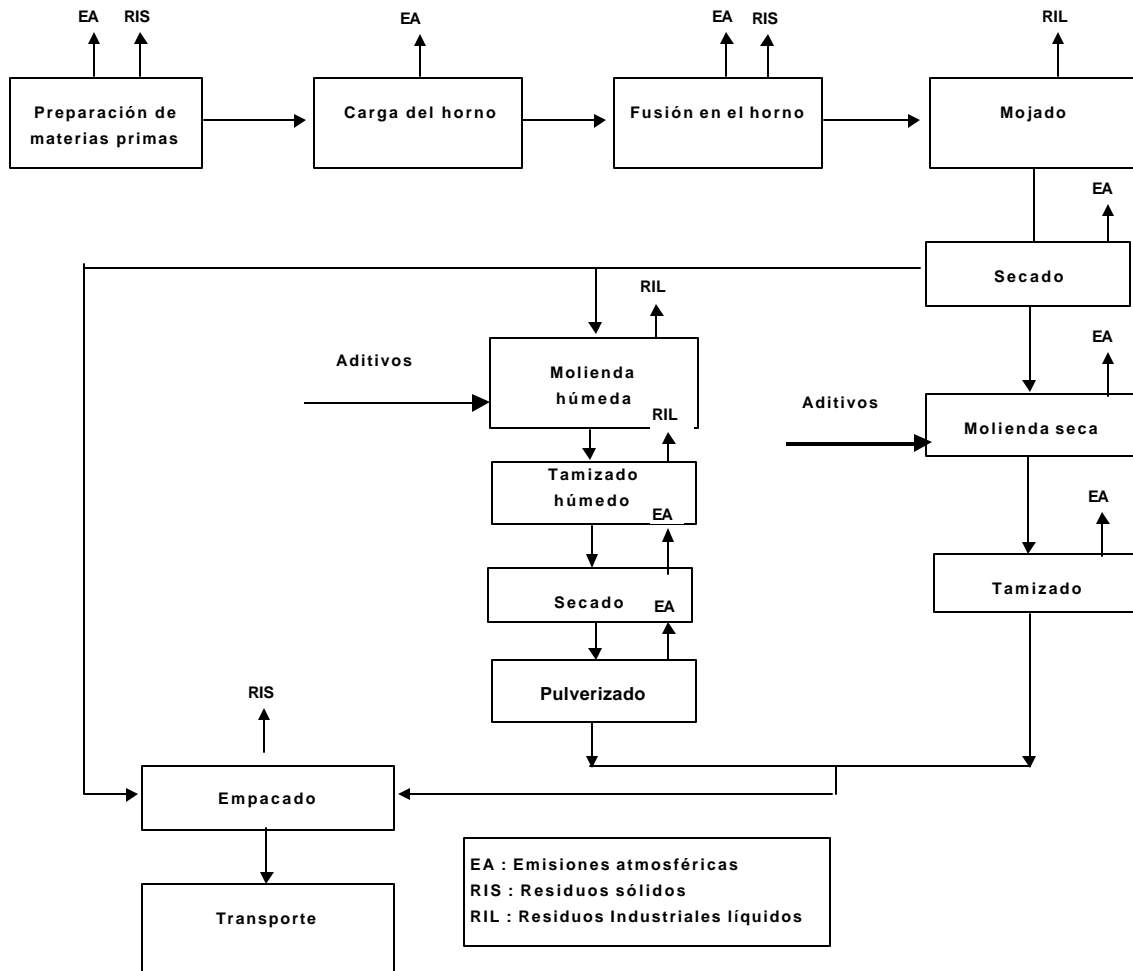 EA
RIS
EA
EA
RIS
RIL
Preparación de
materias primas
Carga del horno
Fusión en el horno
Mojado
EA
Secado
RIL
EA
Aditivos
Molienda
húmeda
Aditivos
RIL
Molienda seca
Tamizado
húmedo
EA
EA
Secado
EA
Tamizado
Pulverizado
RIS
Empacado
EA : Emisiones atmosféricas
RIS : Residuos sólidos
RIL : Residuos Industriales líquidos
Transporte